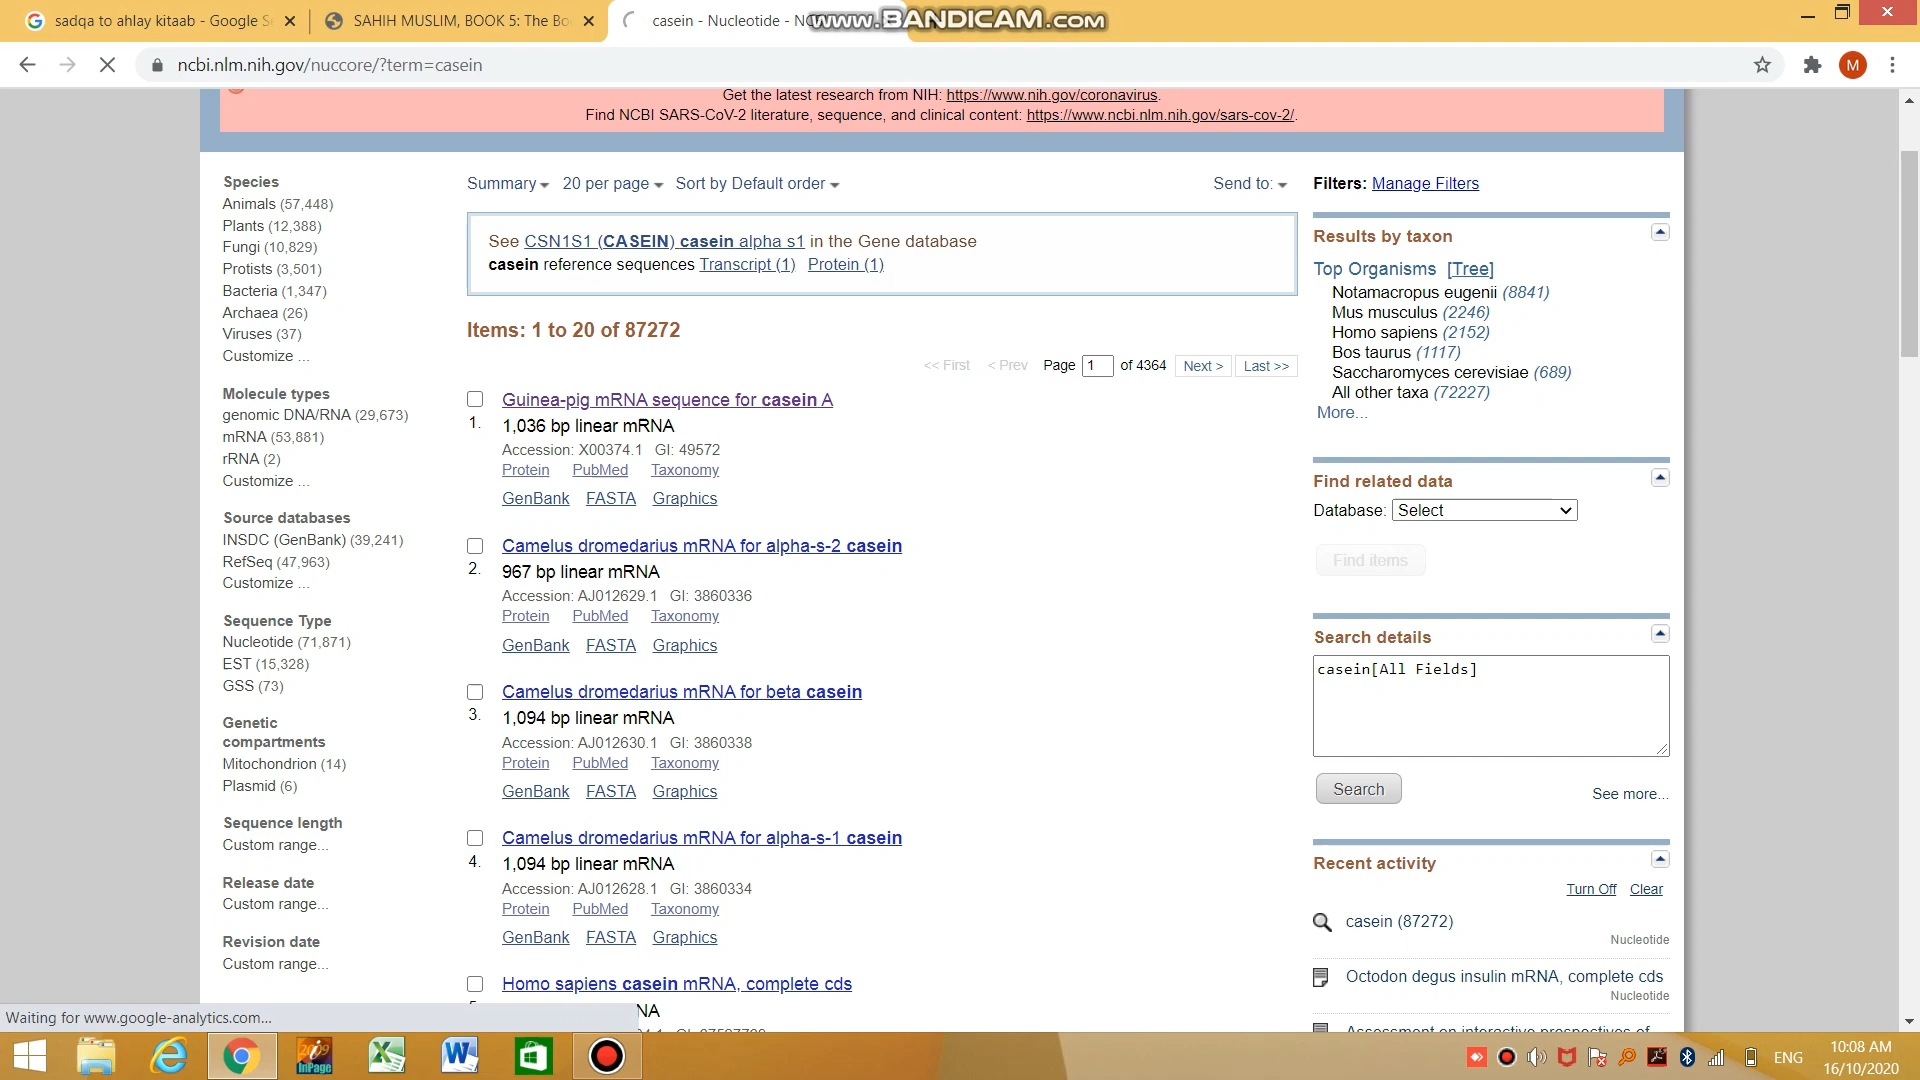 sadqa to ahlay kitaab - Google S
SAHIH MUSLIM, BOOK 5: The Bo
casein - Nucleotide - NC
www.BANDICAM.com
ncbi.nlm.nih.gov/nuccore/?term=casein
M
Get the latest research from NIH: https://www.nih.gov/coronavirus.
Find NCBI SARS-CoV-2 literature, sequence, and clinical content: https://www.ncbi.nlm.nih.gov/sars-cov-2/.
Species
Animals (57,448)
Plants (12,388)
Fungi (10,829)
Protists (3,501)
Bacteria (1,347)
Archaea (26)
Viruses (37)
Customize ...
Molecule types
genomic DNA/RNA (29,673)
mRNA (53,881)
rRNA (2)
Customize ...
Source databases
INSDC (GenBank) (39,241)
RefSeq (47,963)
Customize ...
Sequence Type
Nucleotide (71,871)
EST (15,328)
GSS (73)
Genetic
compartments
Mitochondrion (14)
Plasmid (6)
Sequence length
Custom range...
Release date
Custom range...
Revision date
Custom range...
Summary 20 per page Sort by Default order Send to:
See CSN1S1 (CASEIN) casein alpha s1 in the Gene database
casein reference sequences Transcript (1) Protein (1)
Items: 1 to 20 of 87272
<< First < Prev Page 1 of 4364 Next > Last >>
Guinea-pig mRNA sequence for casein A
1. 1,036 bp linear mRNA
Accession: X00374.1 GI: 49572
Protein PubMed Taxonomy
GenBank FASTA Graphics
Camelus dromedarius mRNA for alpha-s-2 casein
2. 967 bp linear mRNA
Accession: AJ012629.1 GI: 3860336
Protein PubMed Taxonomy
GenBank FASTA Graphics
Camelus dromedarius mRNA for beta casein
3. 1,094 bp linear mRNA
Accession: AJ012630.1 GI: 3860338
Protein PubMed Taxonomy
GenBank FASTA Graphics
Camelus dromedarius mRNA for alpha-s-1 casein
4. 1,094 bp linear mRNA
Accession: AJ012628.1 GI: 3860334
Protein PubMed Taxonomy
GenBank FASTA Graphics
Homo sapiens casein mRNA, complete cds
NA
Filters: Manage Filters
Results by taxon
Top Organisms [Tree]
Notamacropus eugenii (8841)
Mus musculus (2246)
Homo sapiens (2152)
Bos taurus (1117)
Saccharomyces cerevisiae (689)
All other taxa (72227)
More...
Find related data
Database: Select
Find items
Search details
casein[All Fields]
Search
See more...
Recent activity
Turn Off Clear
casein (87272)
Nucleotide
Octodon degus insulin mRNA, complete cds
Nucleotide
Assessment on interactive prospectives of
Waiting for www.google-analytics.com...
2009
InPage
ENG
10:08 AM
16/10/2020